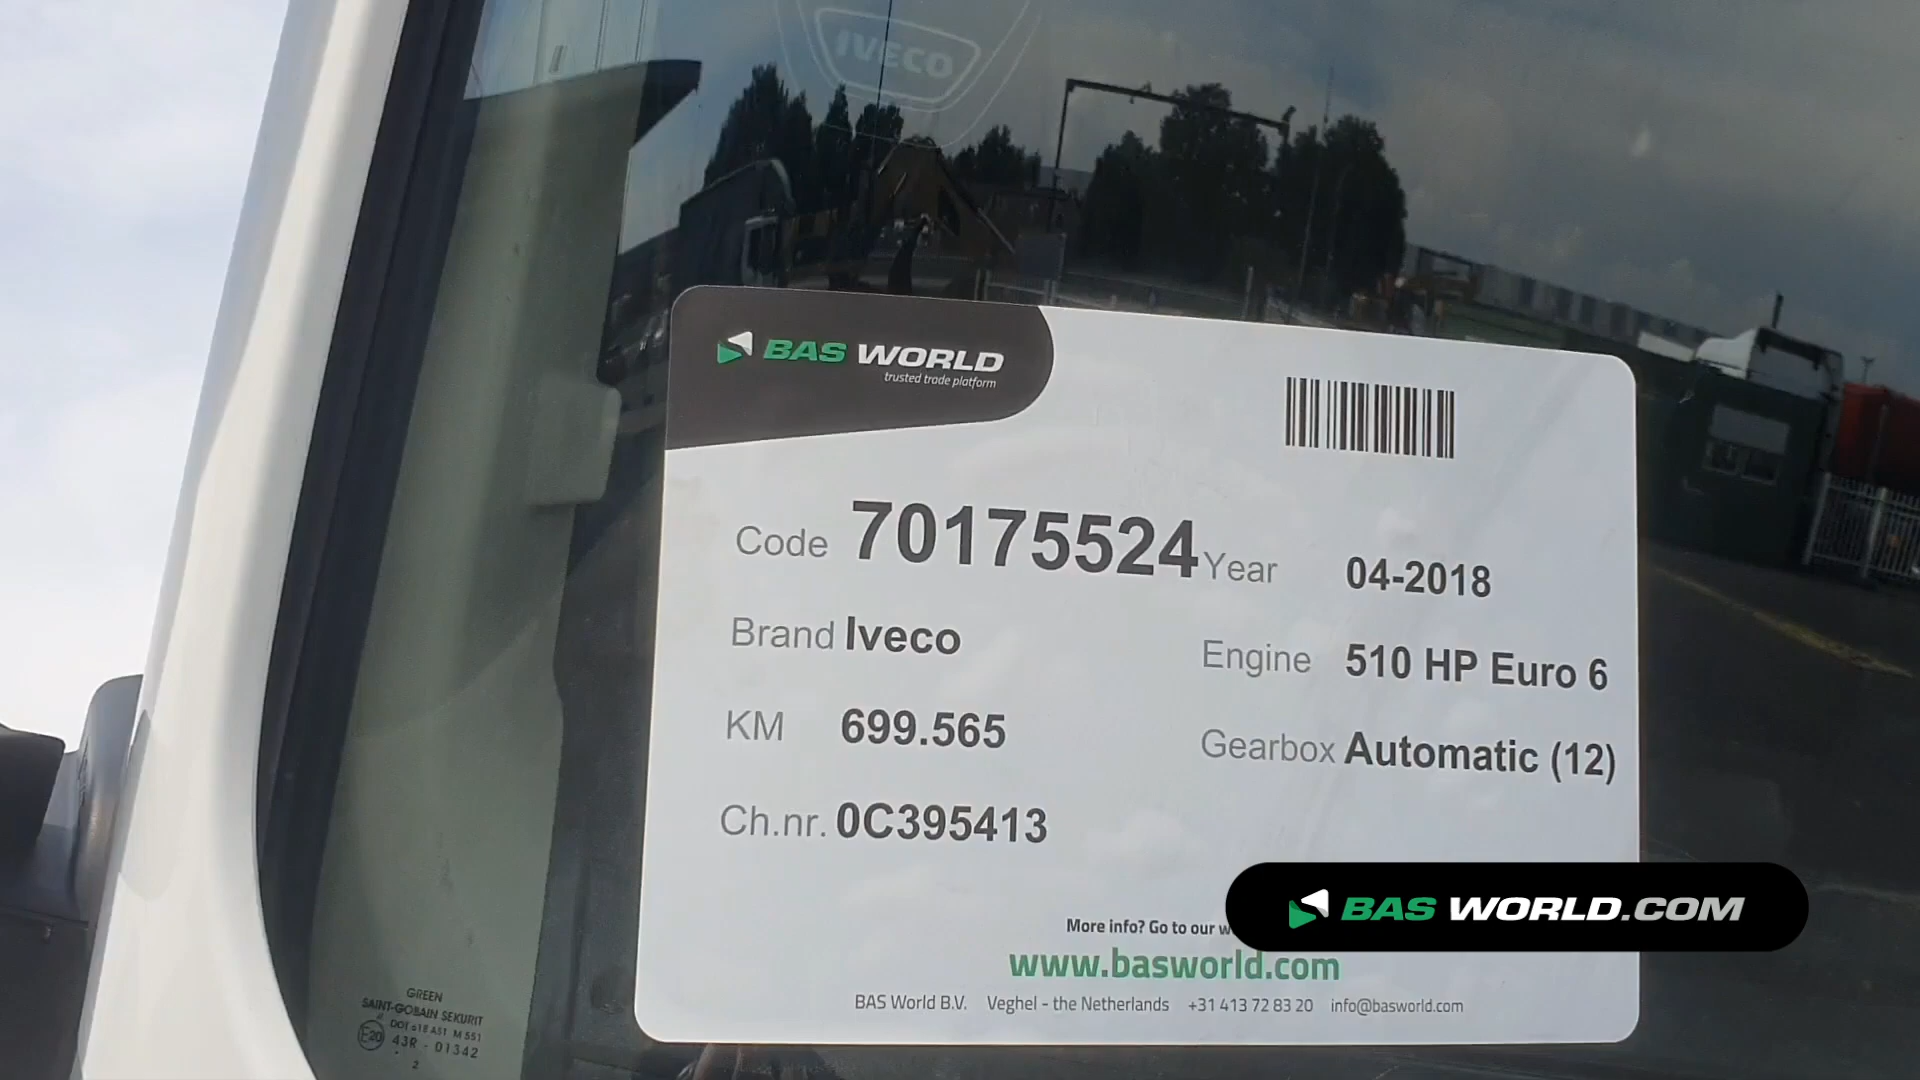 IVECO
BAS WORLD
trusted trade platform
Code 70175524 Year 04-2018
Brand Iveco
Engine 510 HP Euro 6
KM 699.565
Gearbox Automatic (12)
Ch.nr. 0C395413
More info? Go to our
BAS WORLD.COM
www.basworld.com
BAS World B.V. Veghel - the Netherlands +31 413 72 83 20 info@basworld.com
GREEN
SAINT-GOBAIN SEKURIT
E20
43R - 01342
2